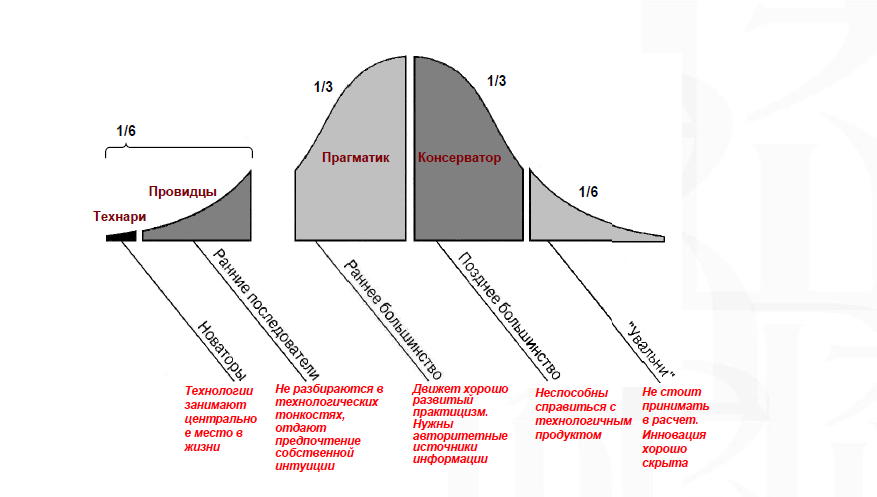 1/6
1/3
1/3
1/6
Технари
Провидцы
Прагматик
Консерватор
Новаторы
Ранние последователи
Раннее большинство
Позднее большинство
"Увальни"
Технологии
занимают
центрально
е место в
жизни
Не разбираются в
технологических
тонкостях,
отдают
предпочтение
собственной
интуиции
Движет хорошо
развитый
практицизм.
Нужны
авторитетные
источники
информации
Неспособны
справиться с
технологичным
продуктом
Не стоит
принимать
в расчет.
Инновация
хорошо
скрыта